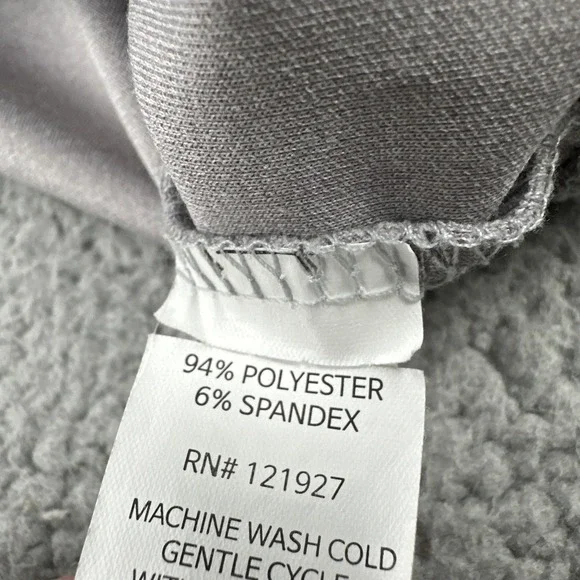 94% POLYESTER
6% SPANDEX
RN# 121927
MACHINE WASH COLD
GENTLE CYCLE